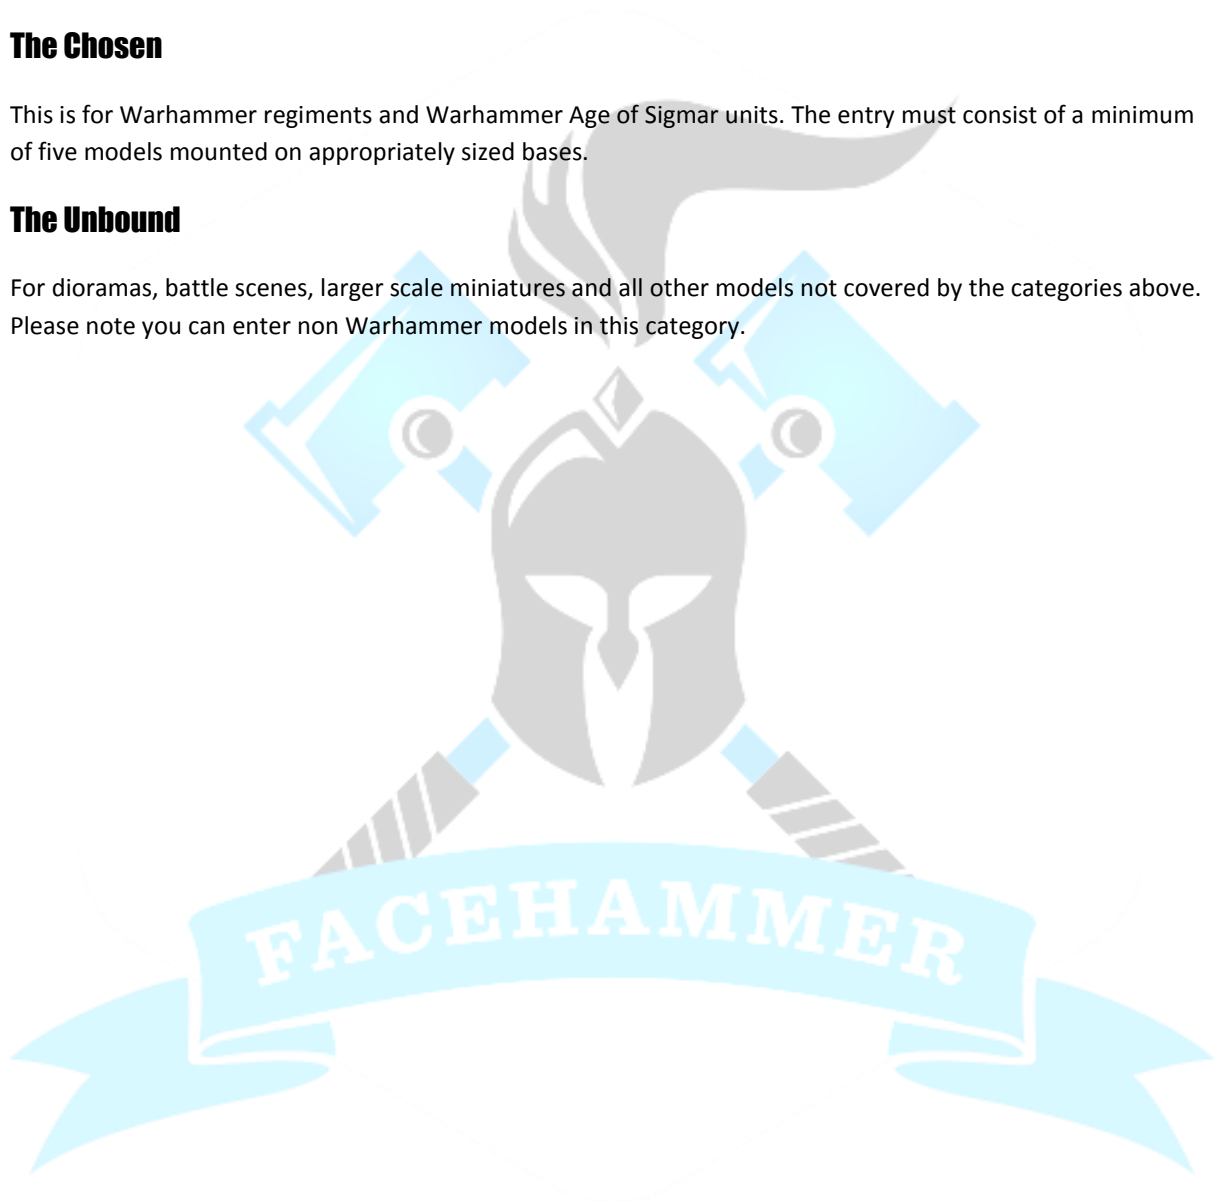 The Chosen
This is for Warhammer regiments and Warhammer Age of Sigmar units. The entry must consist of a minimum
of five models mounted on appropriately sized bases.
The Unbound
For dioramas, battle scenes, larger scale miniatures and all other models not covered by the categories above.
Please note you can enter non Warhammer models in this category.
FACEHAMMER